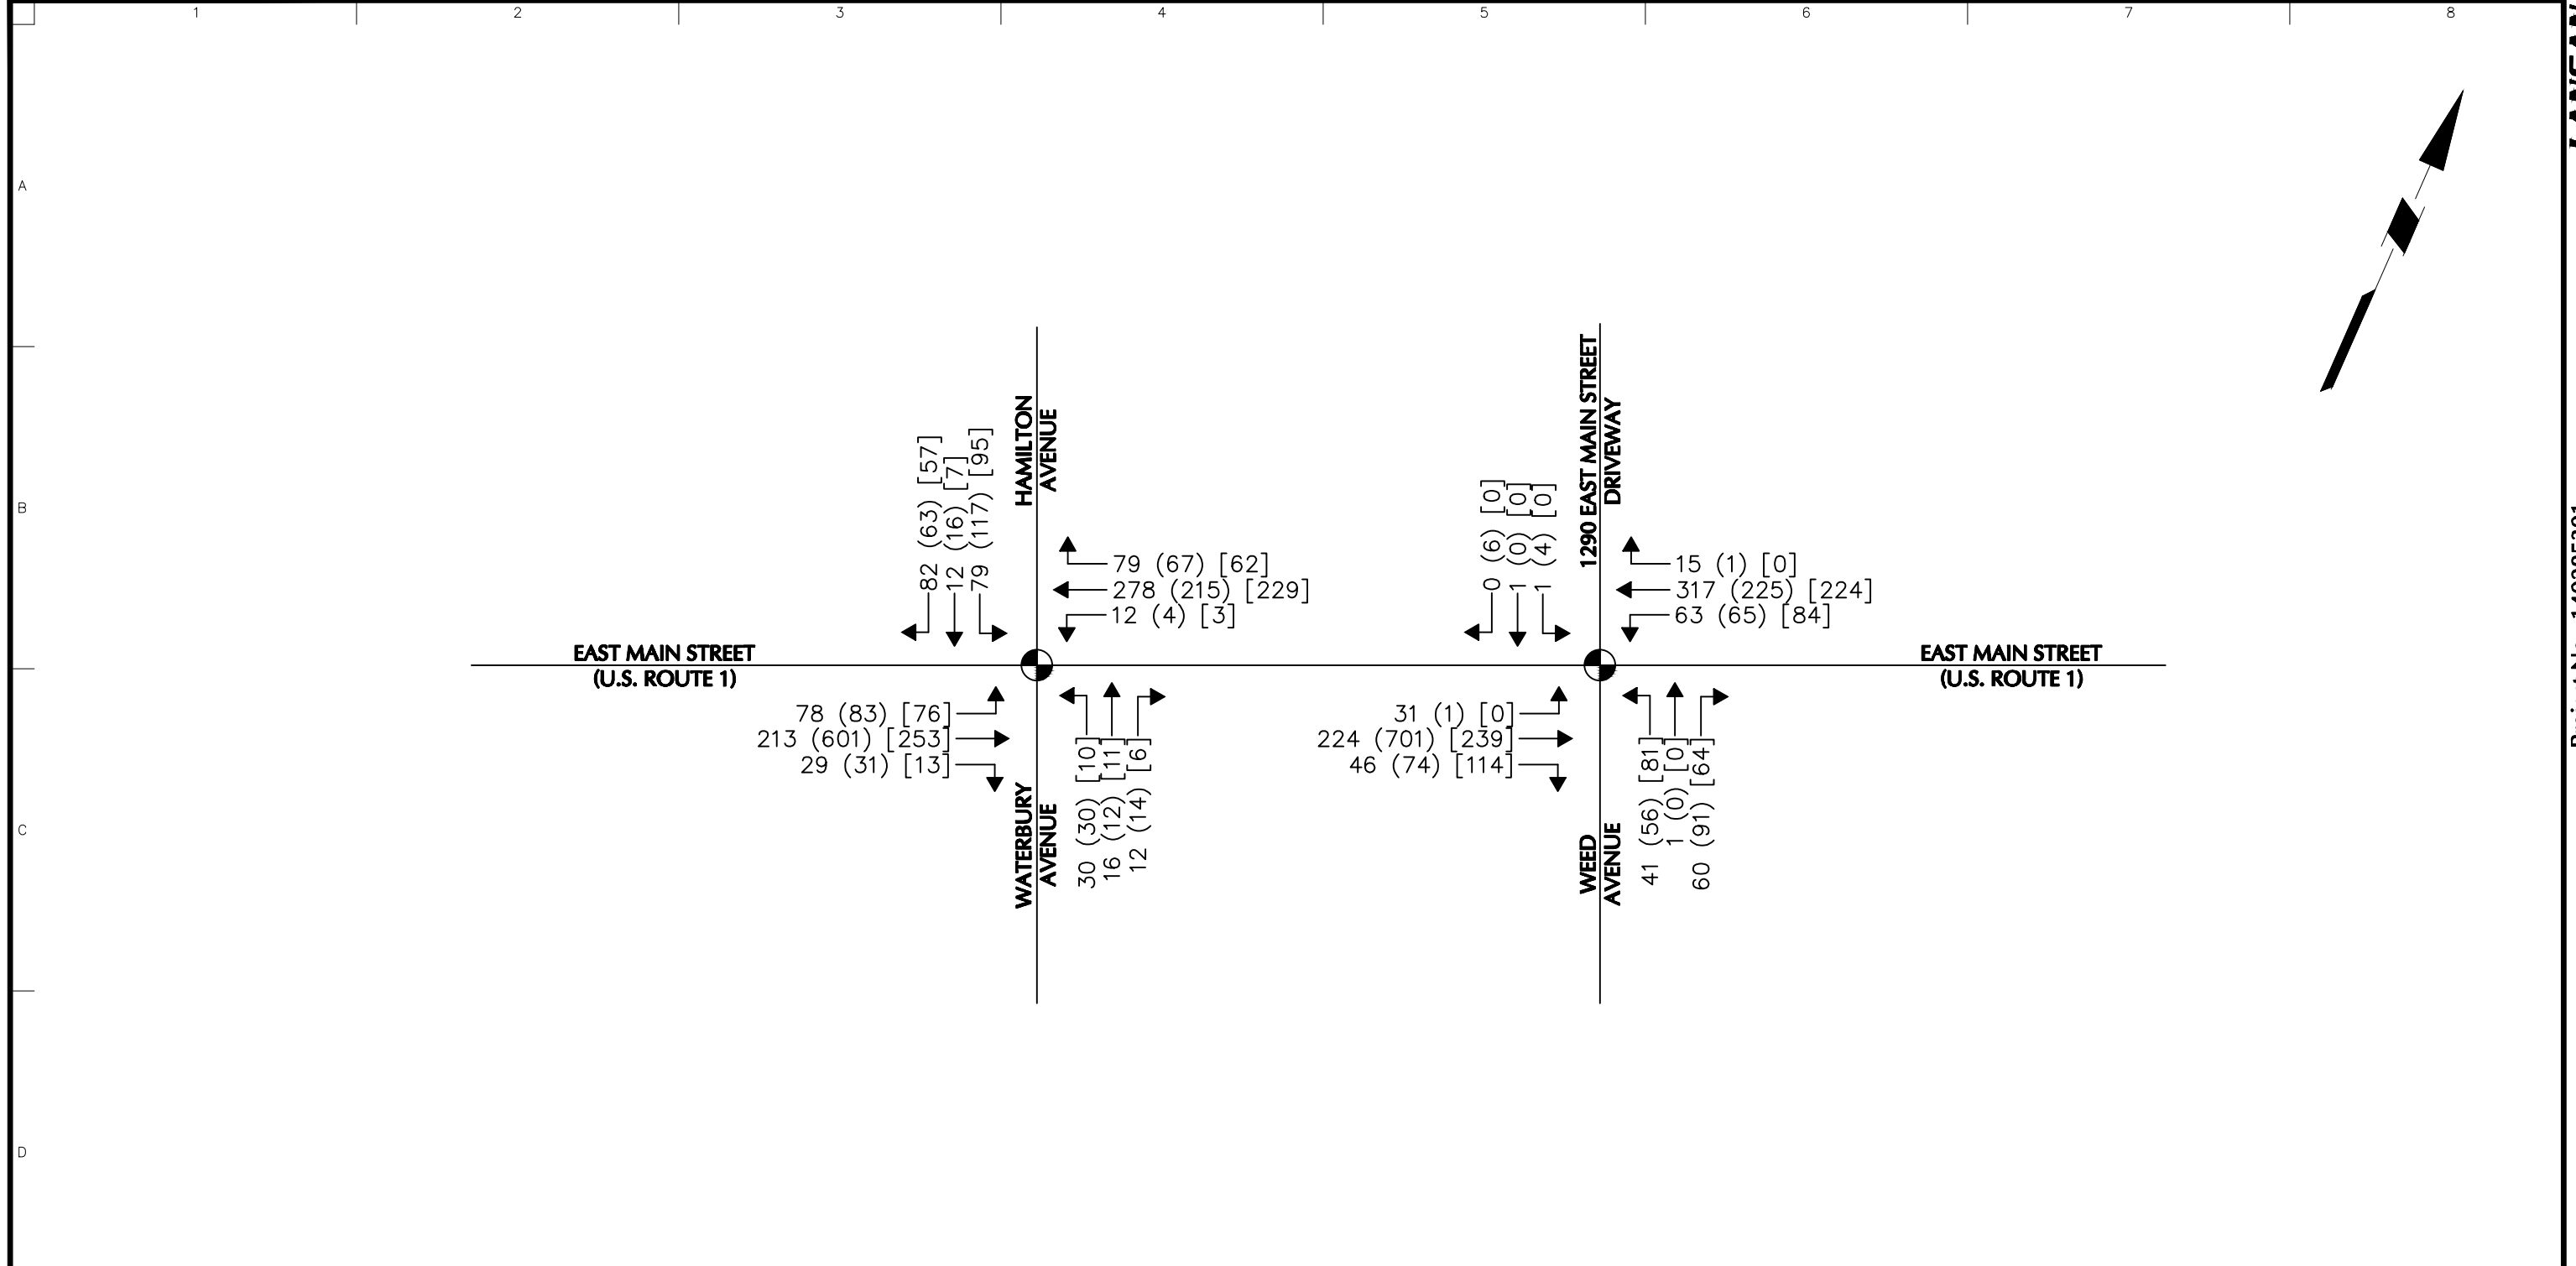 1 2 3 4 5 6 7 8
A
B
C
D
HAMILTON
AVENUE
82 (63) [57]
12 (16) [7]
79 (117) [95]
79 (67) [62]
278 (215) [229]
12 (4) [3]
1290 EAST MAIN STREET
DRIVEWAY
0 (6) [0]
1 (0) [0]
1 (4) [0]
15 (1) [0]
317 (225) [224]
63 (65) [84]
EAST MAIN STREET
(U.S. ROUTE 1)
EAST MAIN STREET
(U.S. ROUTE 1)
78 (83) [76]
213 (601) [253]
29 (31) [13]
WATERBURY
AVENUE
30 (30) [10]
16 (12) [11]
12 (14) [6]
31 (1) [0]
224 (701) [239]
46 (74) [114]
WEED
AVENUE
41 (56) [81]
1 (0) [0]
60 (91) [64]